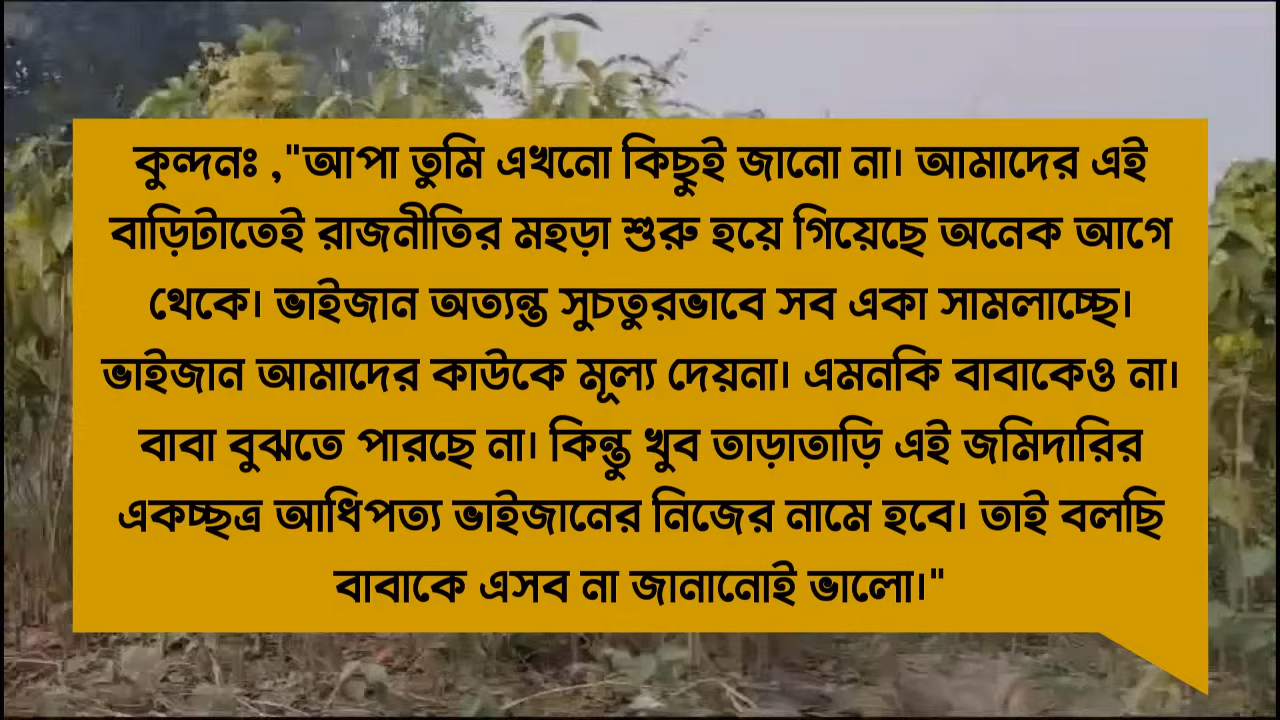 কুন্দনঃ ,"আপা তুমি এখনো কিছুই জানো না। আমাদের এই
বাড়িটাতেই রাজনীতির মহড়া শুরু হয়ে গিয়েছে অনেক আগে
থেকে। ভাইজান অত্যন্ত সুচতুরভাবে সব একা সামলাচ্ছে।
ভাইজান আমাদের কাউকে মূল্য দেয়না। এমনকি বাবাকেও না।
বাবা বুঝতে পারছে না। কিন্তু খুব তাড়াতাড়ি এই জমিদারির
একচ্ছত্র আধিপত্য ভাইজানের নিজের নামে হবে। তাই বলছি
বাবাকে এসব না জানানোই ভালো।"